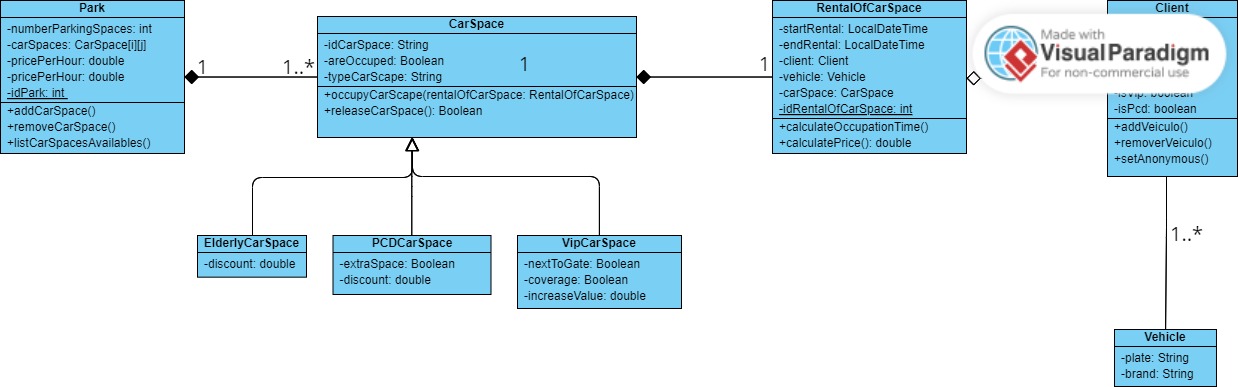 Park
-numberParkingSpaces: int
-carSpaces: CarSpace[i][j]
-pricePerHour: double
-pricePerHour: double
-idPark: int
+addCarSpace()
+removeCarSpace()
+listCarSpacesAvailables()
1
1..*
CarSpace
-idCarSpace: String
-areOccuped: Boolean
-typeCarScape: String
1
+occupyCarScape(rentalOfCarSpace: RentalOfCarSpace)
+releaseCarSpace(): Boolean
1
RentalOfCarSpace
-startRental: LocalDateTime
-endRental: LocalDateTime
-client: Client
-vehicle: Vehicle
-carSpace: CarSpace
-idRentalOfCarSpace: int
+calculateOccupationTime()
+calculatePrice(): double
Client
Made with
VisualParadigm
For non-commercial use
-isVip: boolean
-isPcd: boolean
+addVeiculo()
+removerVeiculo()
+setAnonymous()
1..*
ElderlyCarSpace
-discount: double
PCDCarSpace
-extraSpace: Boolean
-discount: double
VipCarSpace
-nextToGate: Boolean
-coverage: Boolean
-increaseValue: double
Vehicle
-plate: String
-brand: String